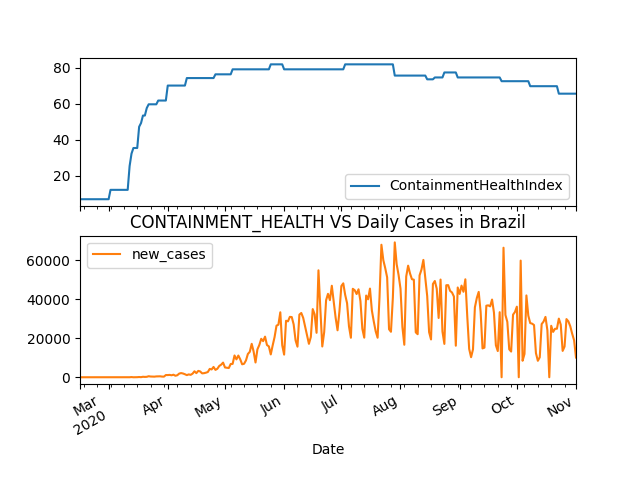 80
60
40
20
ContainmentHealthIndex
CONTAINMENT_HEALTH VS Daily Cases in Brazil
new_cases
60000
40000
20000
0
Mar
2020
Apr
May
Jun
Jul
Aug
Sep
Oct
Nov
Date